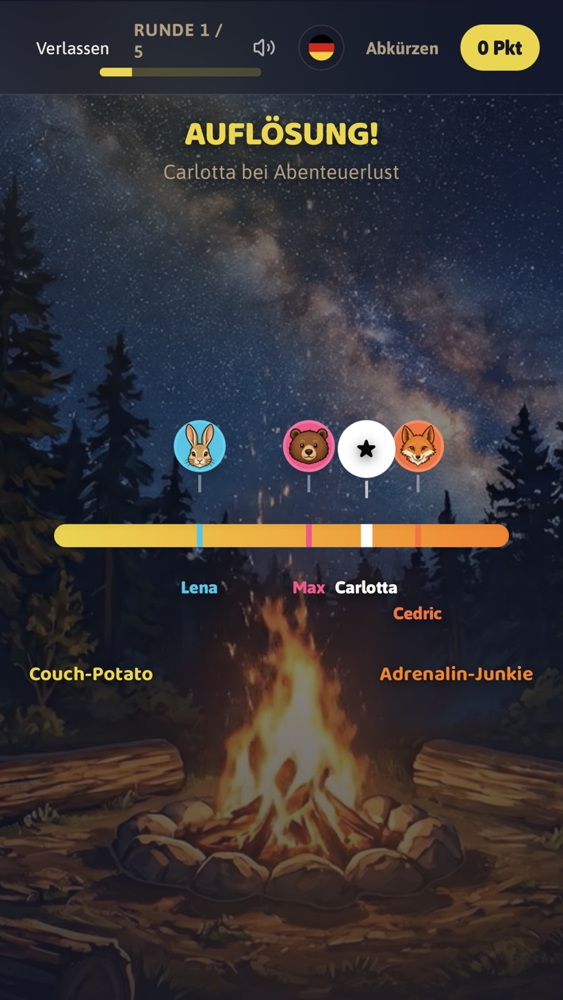 Verlassen
RUNDE 1 /
5
Abkürzen
0 Pkt
AUFLÖSUNG!
Carlotta bei Abenteuerlust
Lena
Max
Carlotta
Cedric
Couch-Potato
Adrenalin-Junkie